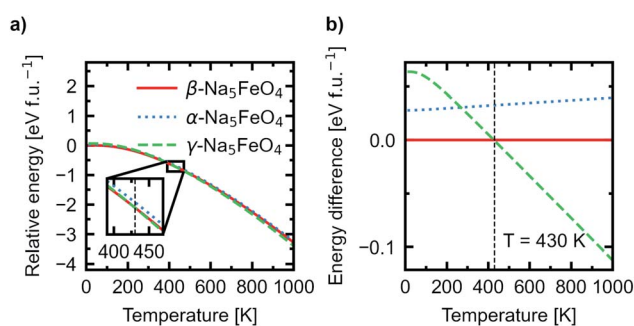 a)
Relative energy [eV f.u.⁻¹]
2
1
0
−1
−2
−3
−4
β-Na₅FeO₄
α-Na₅FeO₄
γ-Na₅FeO₄
400 450
0 200 400 600 800 1000
Temperature [K]
b)
Energy difference [eV f.u.⁻¹]
0.0
−0.1
T = 430 K
0 200 400 600 800 1000
Temperature [K]